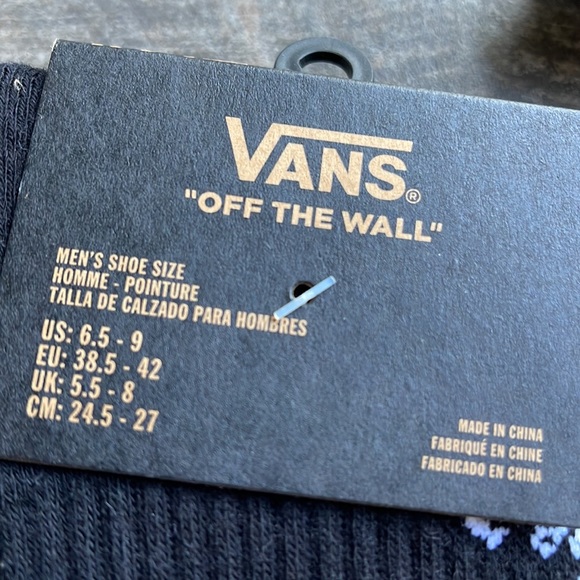 VANS®
"OFF THE WALL"
MEN'S SHOE SIZE
HOMME - POINTURE
TALLA DE CALZADO PARA HOMBRES
US: 6.5 - 9
EU: 38.5 - 42
UK: 5.5 - 8
CM: 24.5 - 27
MADE IN CHINA
FABRIQUÉ EN CHINE
FABRICADO EN CHINA